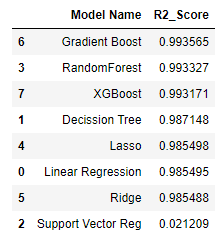 Model Name R2_Score
6 Gradient Boost 0.993565
3 RandomForest 0.993327
7 XGBoost 0.993171
1 Decission Tree 0.987148
4 Lasso 0.985498
0 Linear Regression 0.985495
5 Ridge 0.985488
2 Support Vector Reg 0.021209